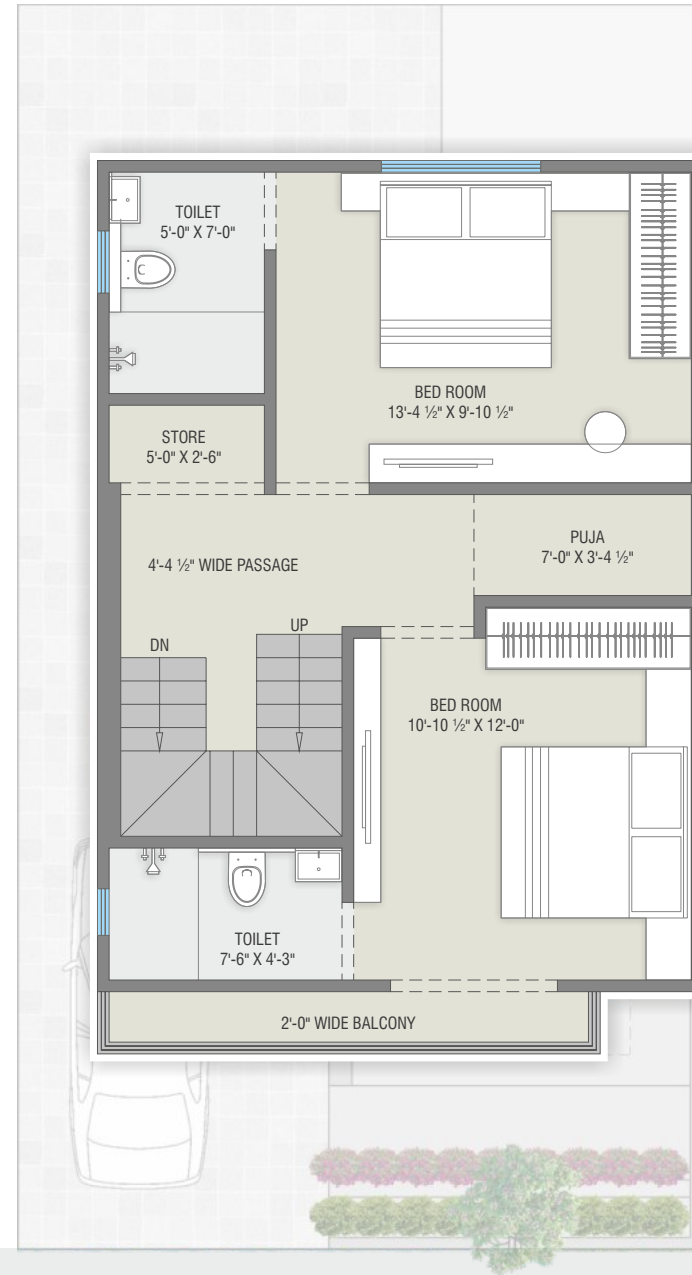 TOILET
5'-0" X 7'-0"
BED ROOM
13'-4 ½" X 9'-10 ½"
STORE
5'-0" X 2'-6"
PUJA
7'-0" X 3'-4 ½"
4'-4 ½" WIDE PASSAGE
UP
DN
BED ROOM
10'-10 ½" X 12'-0"
TOILET
7'-6" X 4'-3"
2'-0" WIDE BALCONY